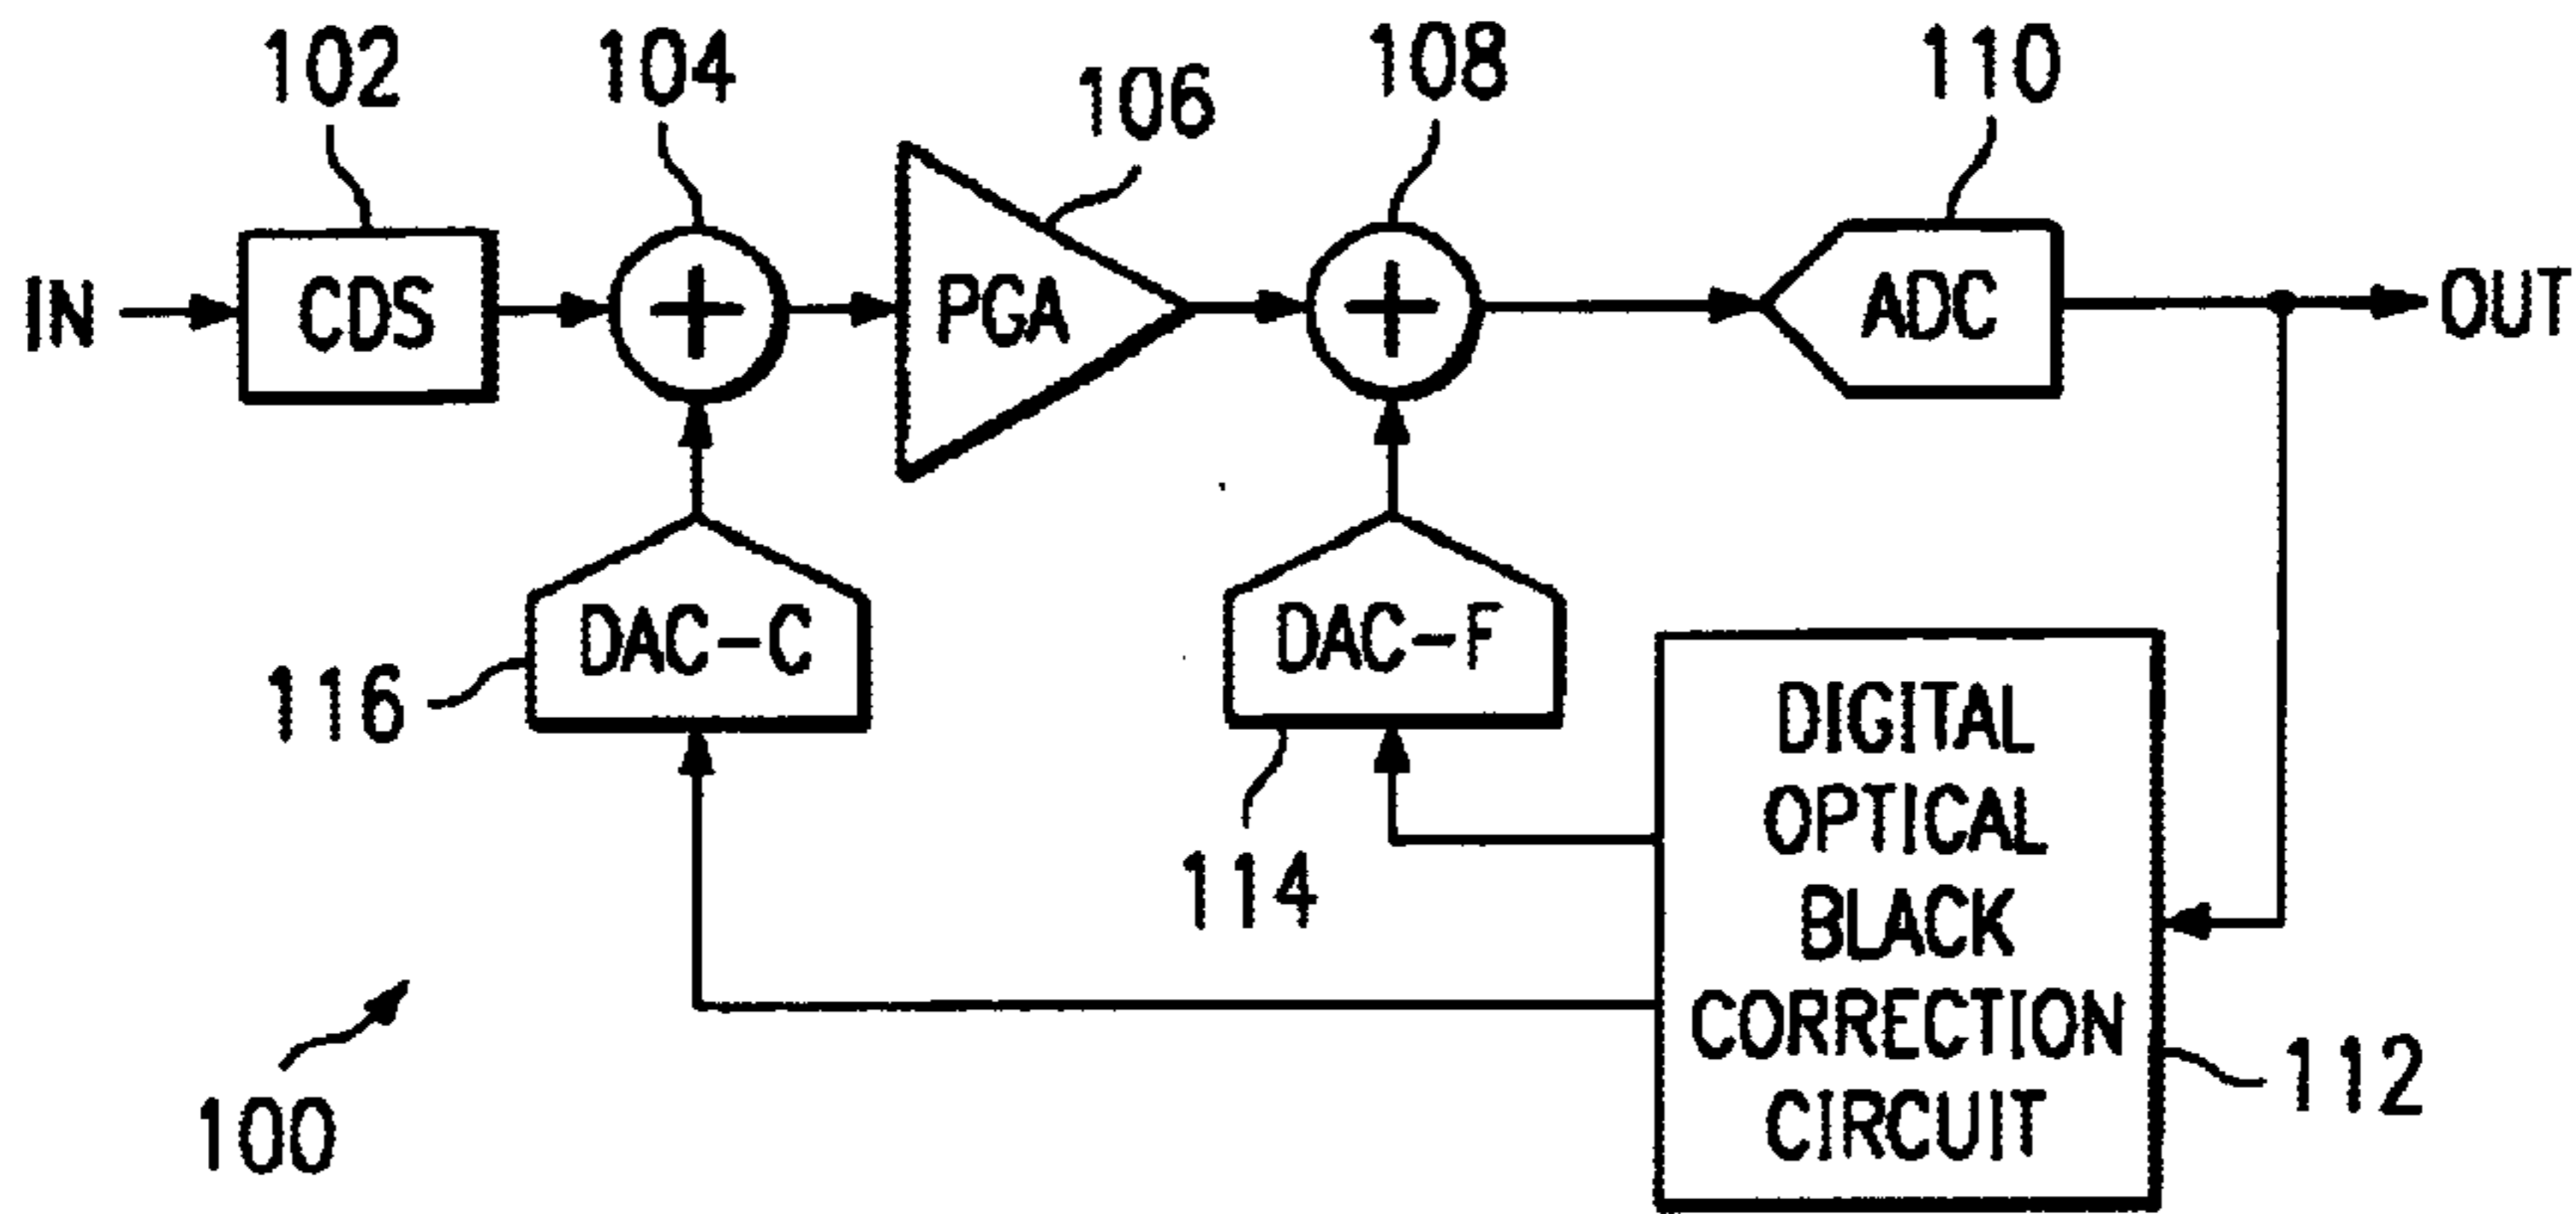 102
104
106
108
110
IN
CDS
+
PGA
+
ADC
OUT
116
DAC-C
DAC-F
114
DIGITAL
OPTICAL
BLACK
CORRECTION
CIRCUIT
112
100